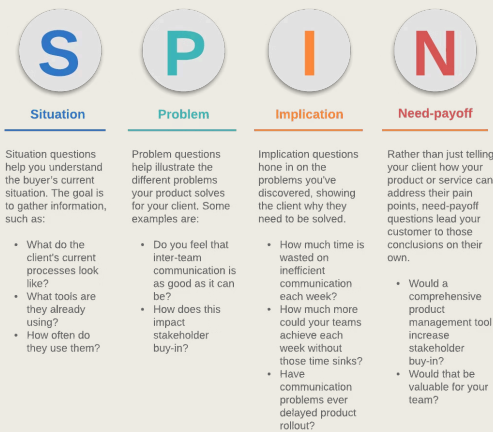 S
P
I
N
Situation
Problem
Implication
Need-payoff
Situation questions
help you understand
the buyer's current
situation. The goal is
to gather information,
such as:
• What do the
client's current
processes look
like?
• What tools are
they already
using?
• How often do
they use them?
Problem questions
help illustrate the
different problems
your product solves
for your client. Some
examples are:
• Do you feel that
inter-team
communication is
as good as it can
be?
• How does this
impact
stakeholder
buy-in?
Implication questions
hone in on the
problems you've
discovered, showing
the client why they
need to be solved.
• How much time is
wasted on
inefficient
communication
each week?
• How much more
could your teams
achieve each
week without
those time sinks?
• Have
communication
problems ever
delayed product
rollout?
Rather than just telling
your client how your
product or service can
address their pain
points, need-payoff
questions lead your
customer to those
conclusions on their
own.
• Would a
comprehensive
product
management tool
increase
stakeholder
buy-in?
• Would that be
valuable for your
team?